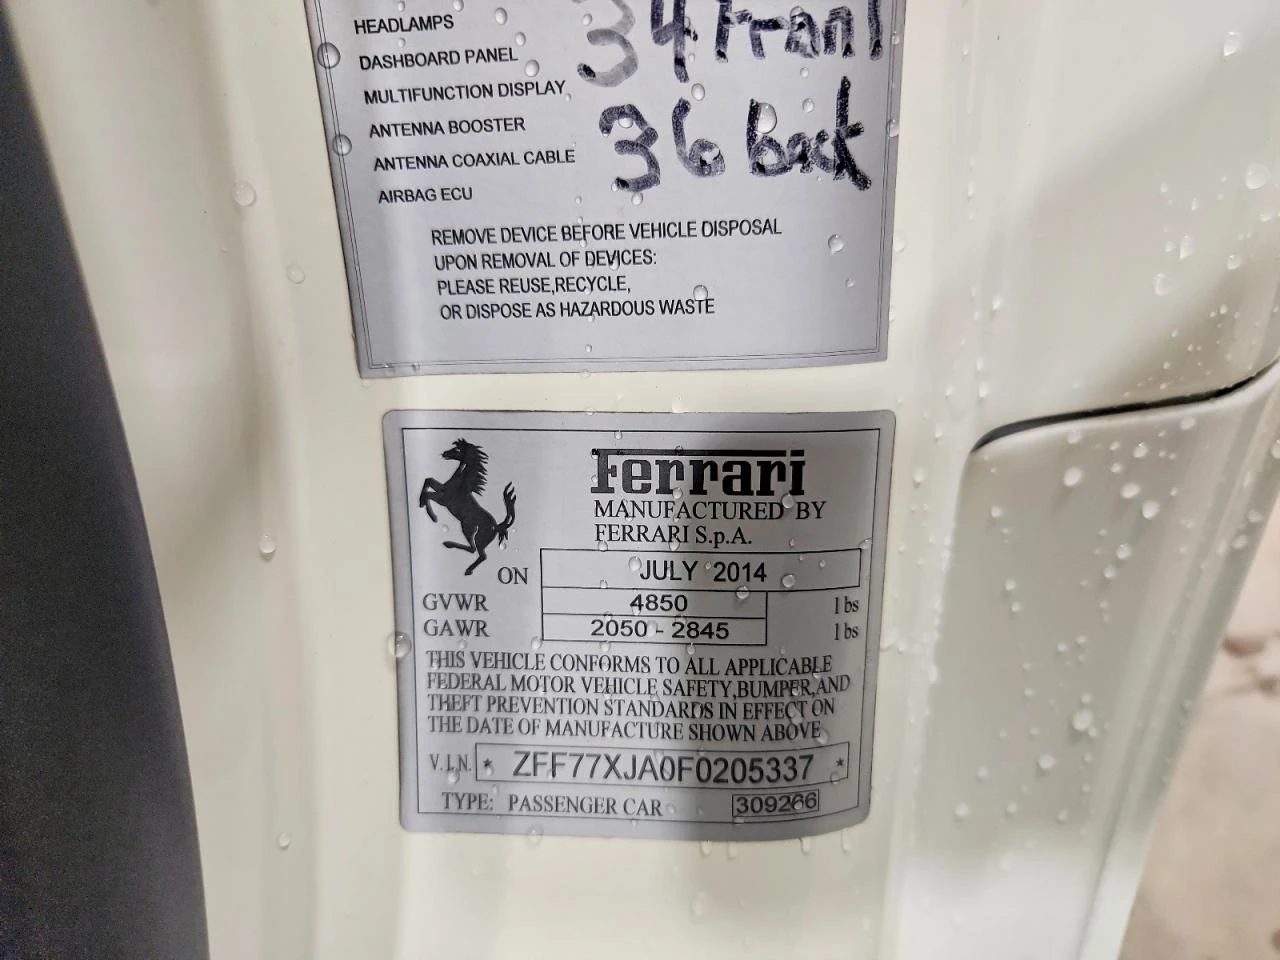 HEADLAMPS
34 Front
DASHBOARD PANEL
MULTIFUNCTION DISPLAY
36 back
ANTENNA BOOSTER
ANTENNA COAXIAL CABLE
AIRBAG ECU
REMOVE DEVICE BEFORE VEHICLE DISPOSAL
UPON REMOVAL OF DEVICES:
PLEASE REUSE,RECYCLE,
OR DISPOSE AS HAZARDOUS WASTE
Ferrari
MANUFACTURED BY
FERRARI S.p.A.
ON JULY 2014
GVWR 4850 lbs
GAWR 2050 - 2845 lbs
THIS VEHICLE CONFORMS TO ALL APPLICABLE
FEDERAL MOTOR VEHICLE SAFETY,BUMPER,AND
THEFT PREVENTION STANDARDS IN EFFECT ON
THE DATE OF MANUFACTURE SHOWN ABOVE
V.I.N. * ZFF77XJA0F0205337 *
TYPE: PASSENGER CAR 309266